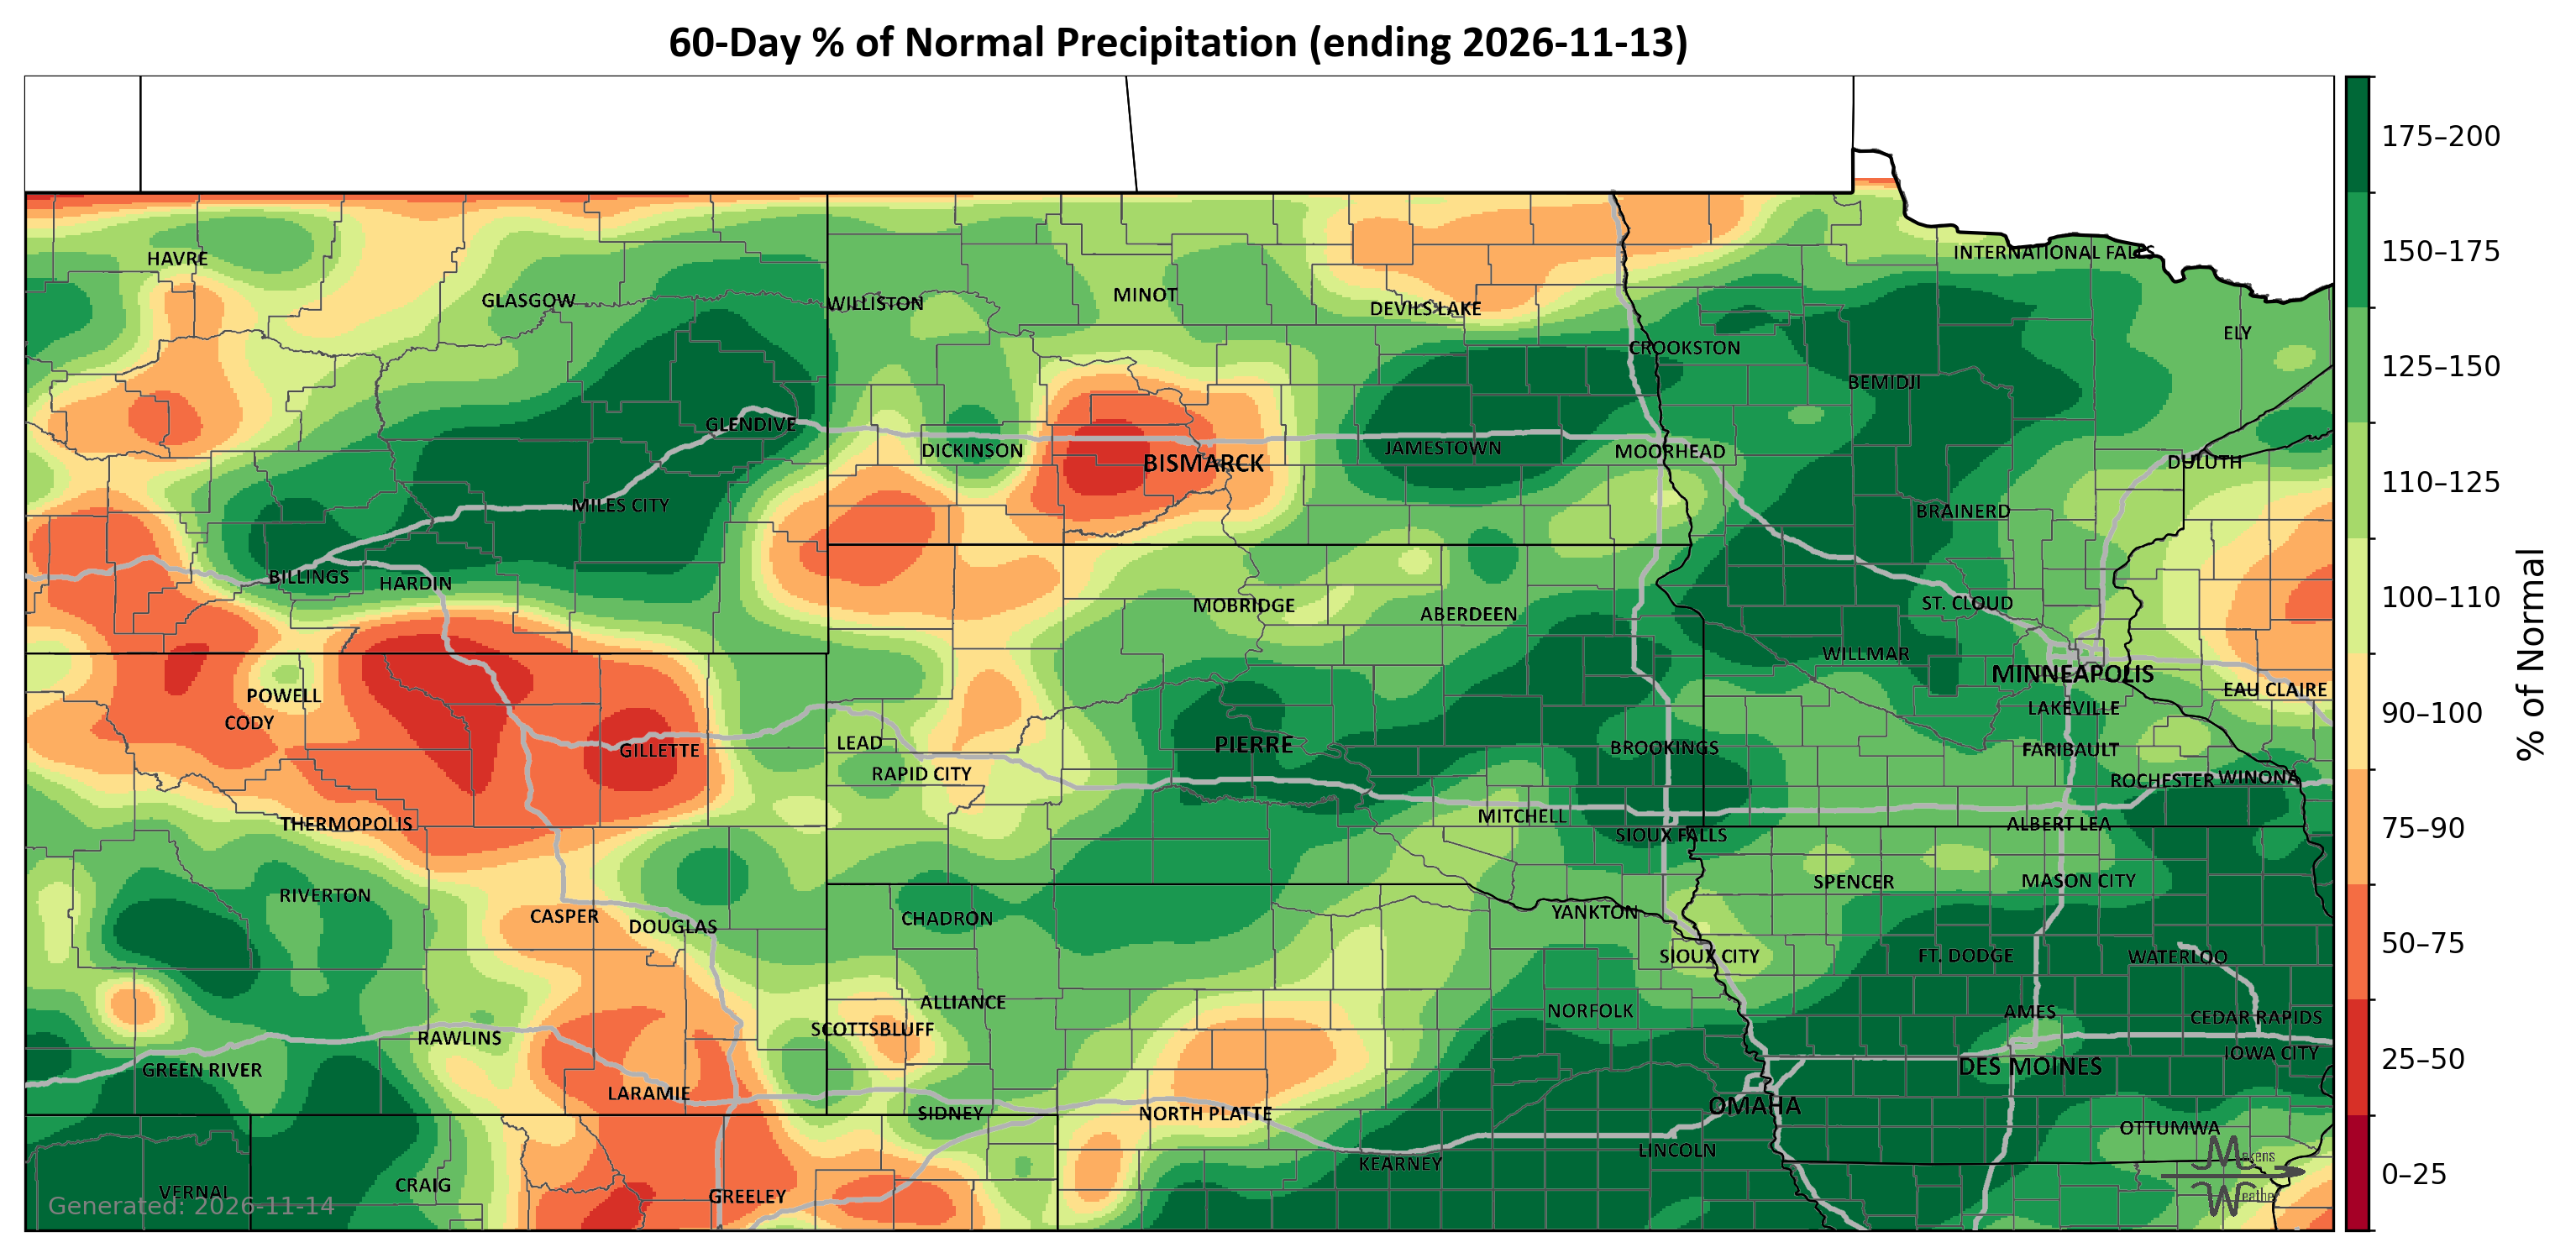 60-Day % of Normal Precipitation (ending 2026-11-13)
175–200
INTERNATIONAL FALLS
150–175
HAVRE
GLASGOW
WILLISTON
MINOT
DEVILS LAKE
ELY
CROOKSTON
125–150
BEMIDJI
GLENDIVE
DICKINSON
BISMARCK
JAMESTOWN
MOORHEAD
DULUTH
110–125
MILES CITY
BRAINERD
BILLINGS
HARDIN
MOBRIDGE
ABERDEEN
ST. CLOUD
100–110
WILLMAR
MINNEAPOLIS
POWELL
EAU CLAIRE
CODY
LAKEVILLE
90–100
% of Normal
GILLETTE
LEAD
PIERRE
BROOKINGS
FARIBAULT
RAPID CITY
ROCHESTER
WINONA
THERMOPOLIS
MITCHELL
SIOUX FALLS
ALBERT LEA
75–90
RIVERTON
SPENCER
MASON CITY
CASPER
DOUGLAS
CHADRON
YANKTON
SIOUX CITY
FT. DODGE
WATERLOO
50–75
ALLIANCE
NORFOLK
AMES
CEDAR RAPIDS
SCOTTSBLUFF
RAWLINS
IOWA CITY
25–50
GREEN RIVER
LARAMIE
DES MOINES
SIDNEY
NORTH PLATTE
OMAHA
OTTUMWA
LINCOLN
KEARNEY
Makens
Weather
0–25
VERNAL
CRAIG
GREELEY
Generated: 2026-11-14